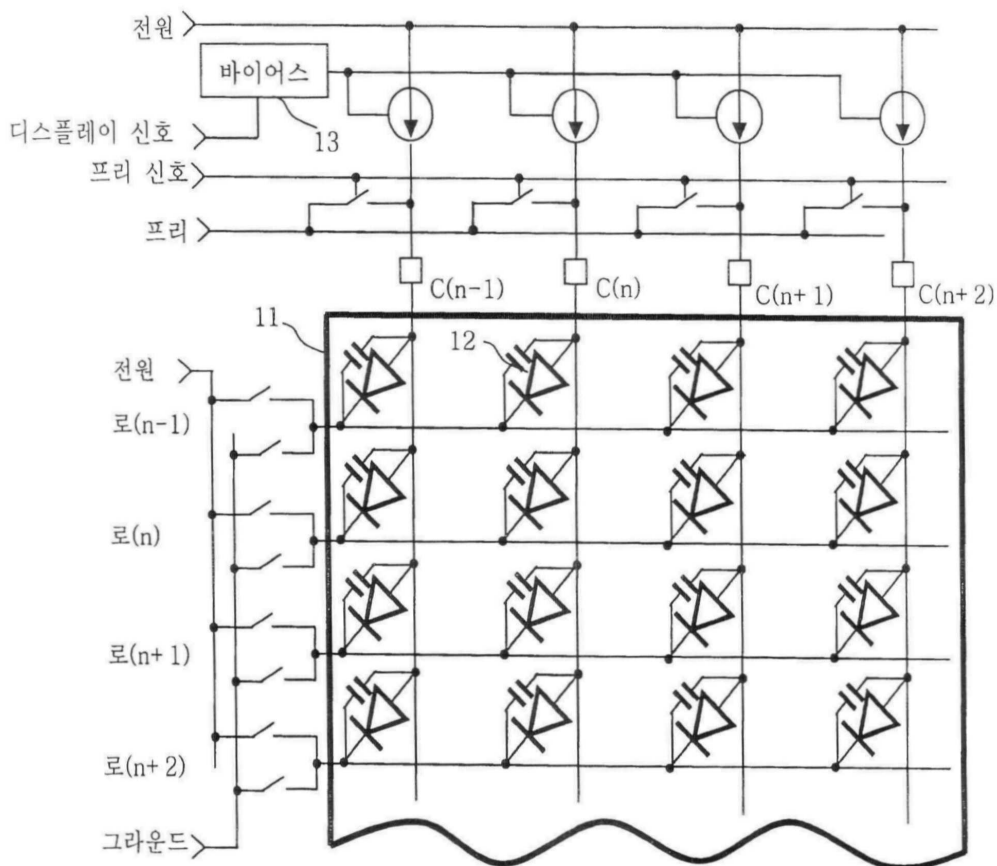 전원
바이어스
13
디스플레이 신호
프리 신호
프리
C(n-1)
C(n)
C(n+1)
C(n+2)
11
12
전원
로(n-1)
로(n)
로(n+1)
로(n+2)
그라운드